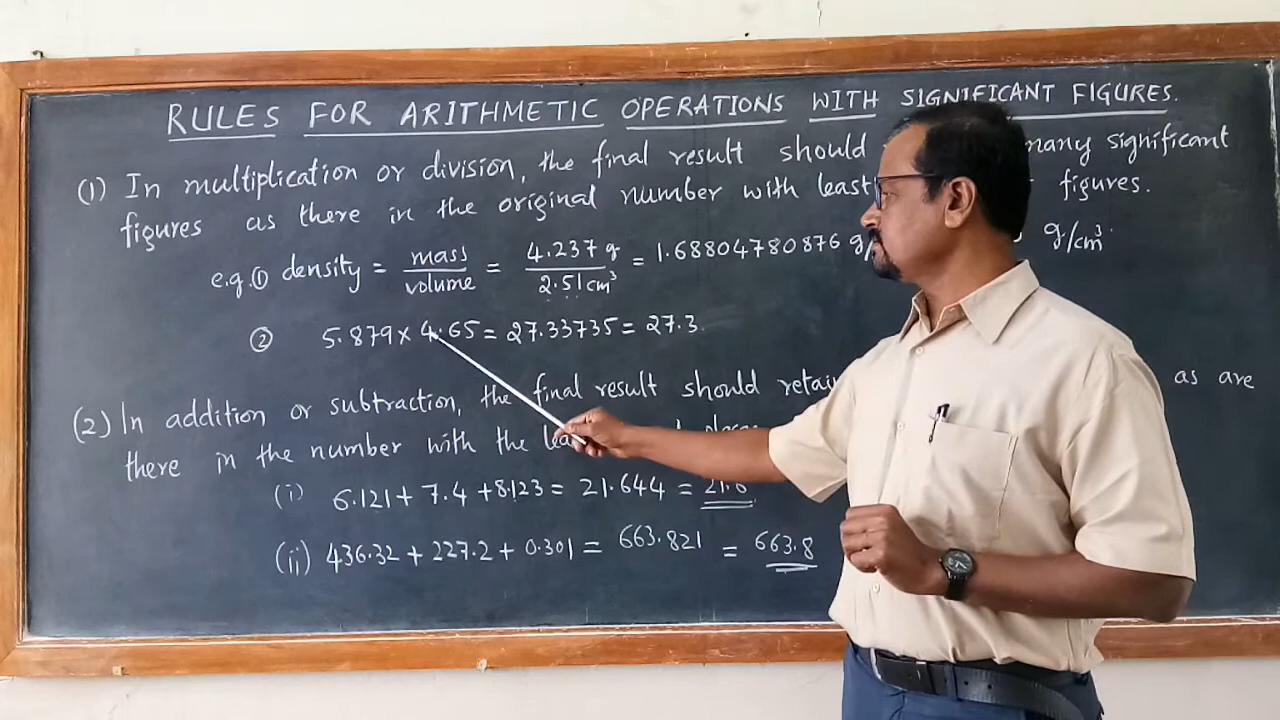 RULES FOR ARITHMETIC OPERATIONS WITH SIGNIFICANT FIGURES.
(1) In multiplication or division, the final result should many significant
figures as there in the original number with least figures.
e.g. ① density = mass/volume = 4.237 g/2.51 cm³ = 1.68804780876 g/ g/cm³
② 5.879 × 4.65 = 27.33735 = 27.3.
(2) In addition or subtraction, the final result should retain as are
there in the number with the
(i) 6.121 + 7.4 + 8.123 = 21.644 = 21.6
(ii) 436.32 + 227.2 + 0.301 = 663.821 = 663.8